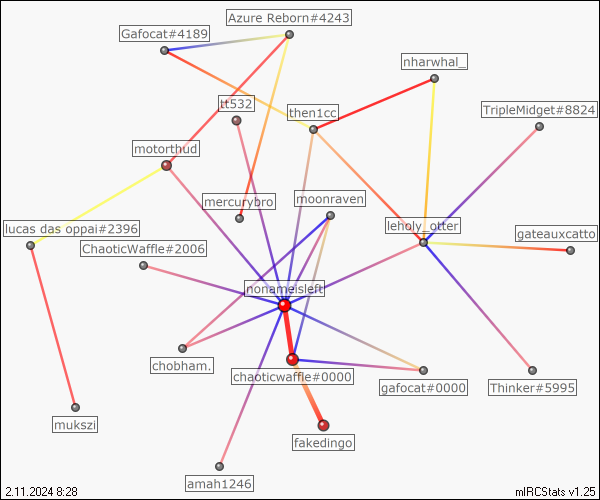 Azure Reborn#4243
Gafocat#4189
nharwhal_
tt532
then1cc
TripleMidget#8824
motorthud
mercurybro
moonraven
lucas das oppai#2396
leholy_otter
gateauxcatto
ChaoticWaffle#2006
nonameisleft
chobham.
chaoticwaffle#0000
gafocat#0000
Thinker#5995
mukszi
fakedingo
amah1246
2.11.2024 8:28
mIRCStats v1.25